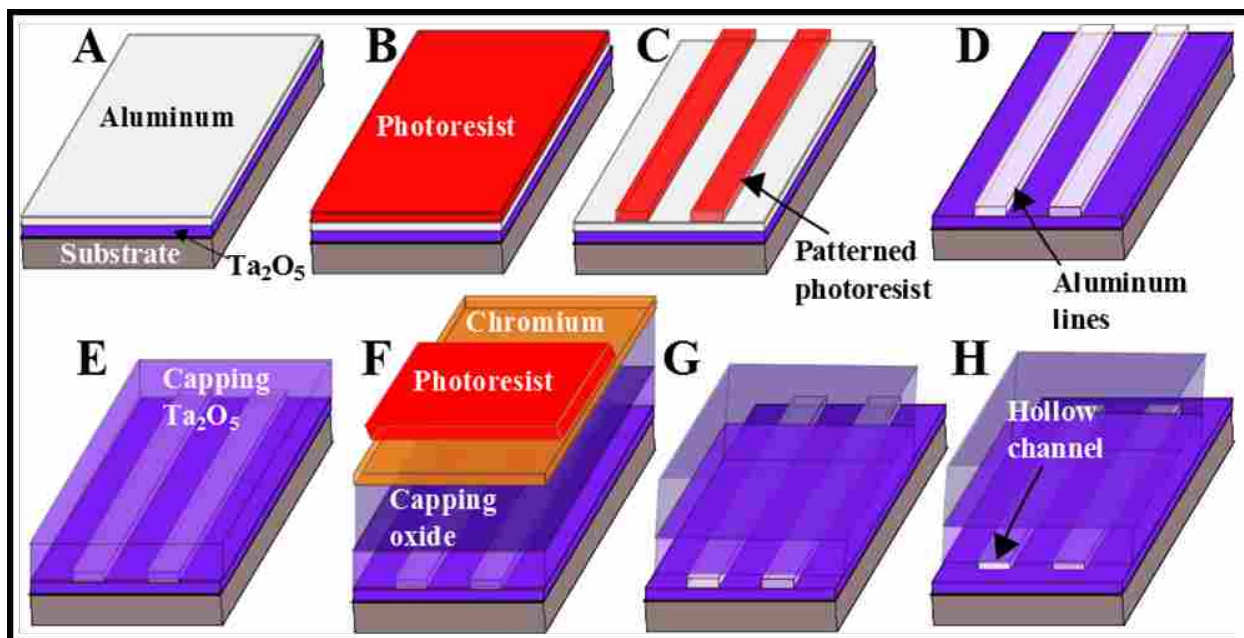 A
B
C
D
Aluminum
Photoresist
Substrate
Ta₂O₅
Patterned
photoresist
Aluminum
lines
E
F
G
H
Capping
Ta₂O₅
Chromium
Photoresist
Capping
oxide
Hollow
channel